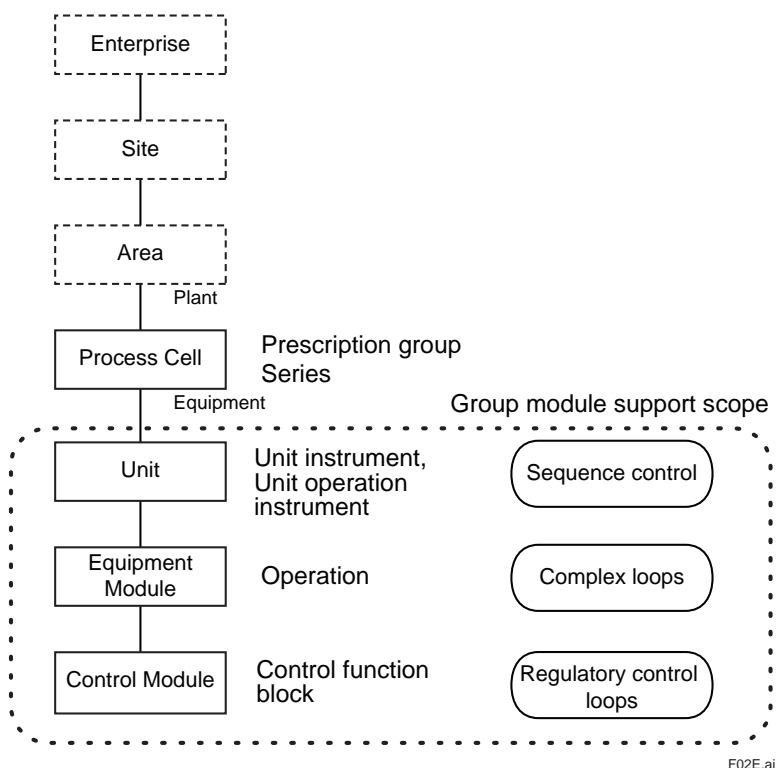 Enterprise
Site
Area
Plant
Process Cell
Prescription group
Series
Equipment
Group module support scope
Unit
Unit instrument,
Unit operation
instrument
Sequence control
Equipment
Module
Operation
Complex loops
Control Module
Control function
block
Regulatory control
loops
F02E.ai